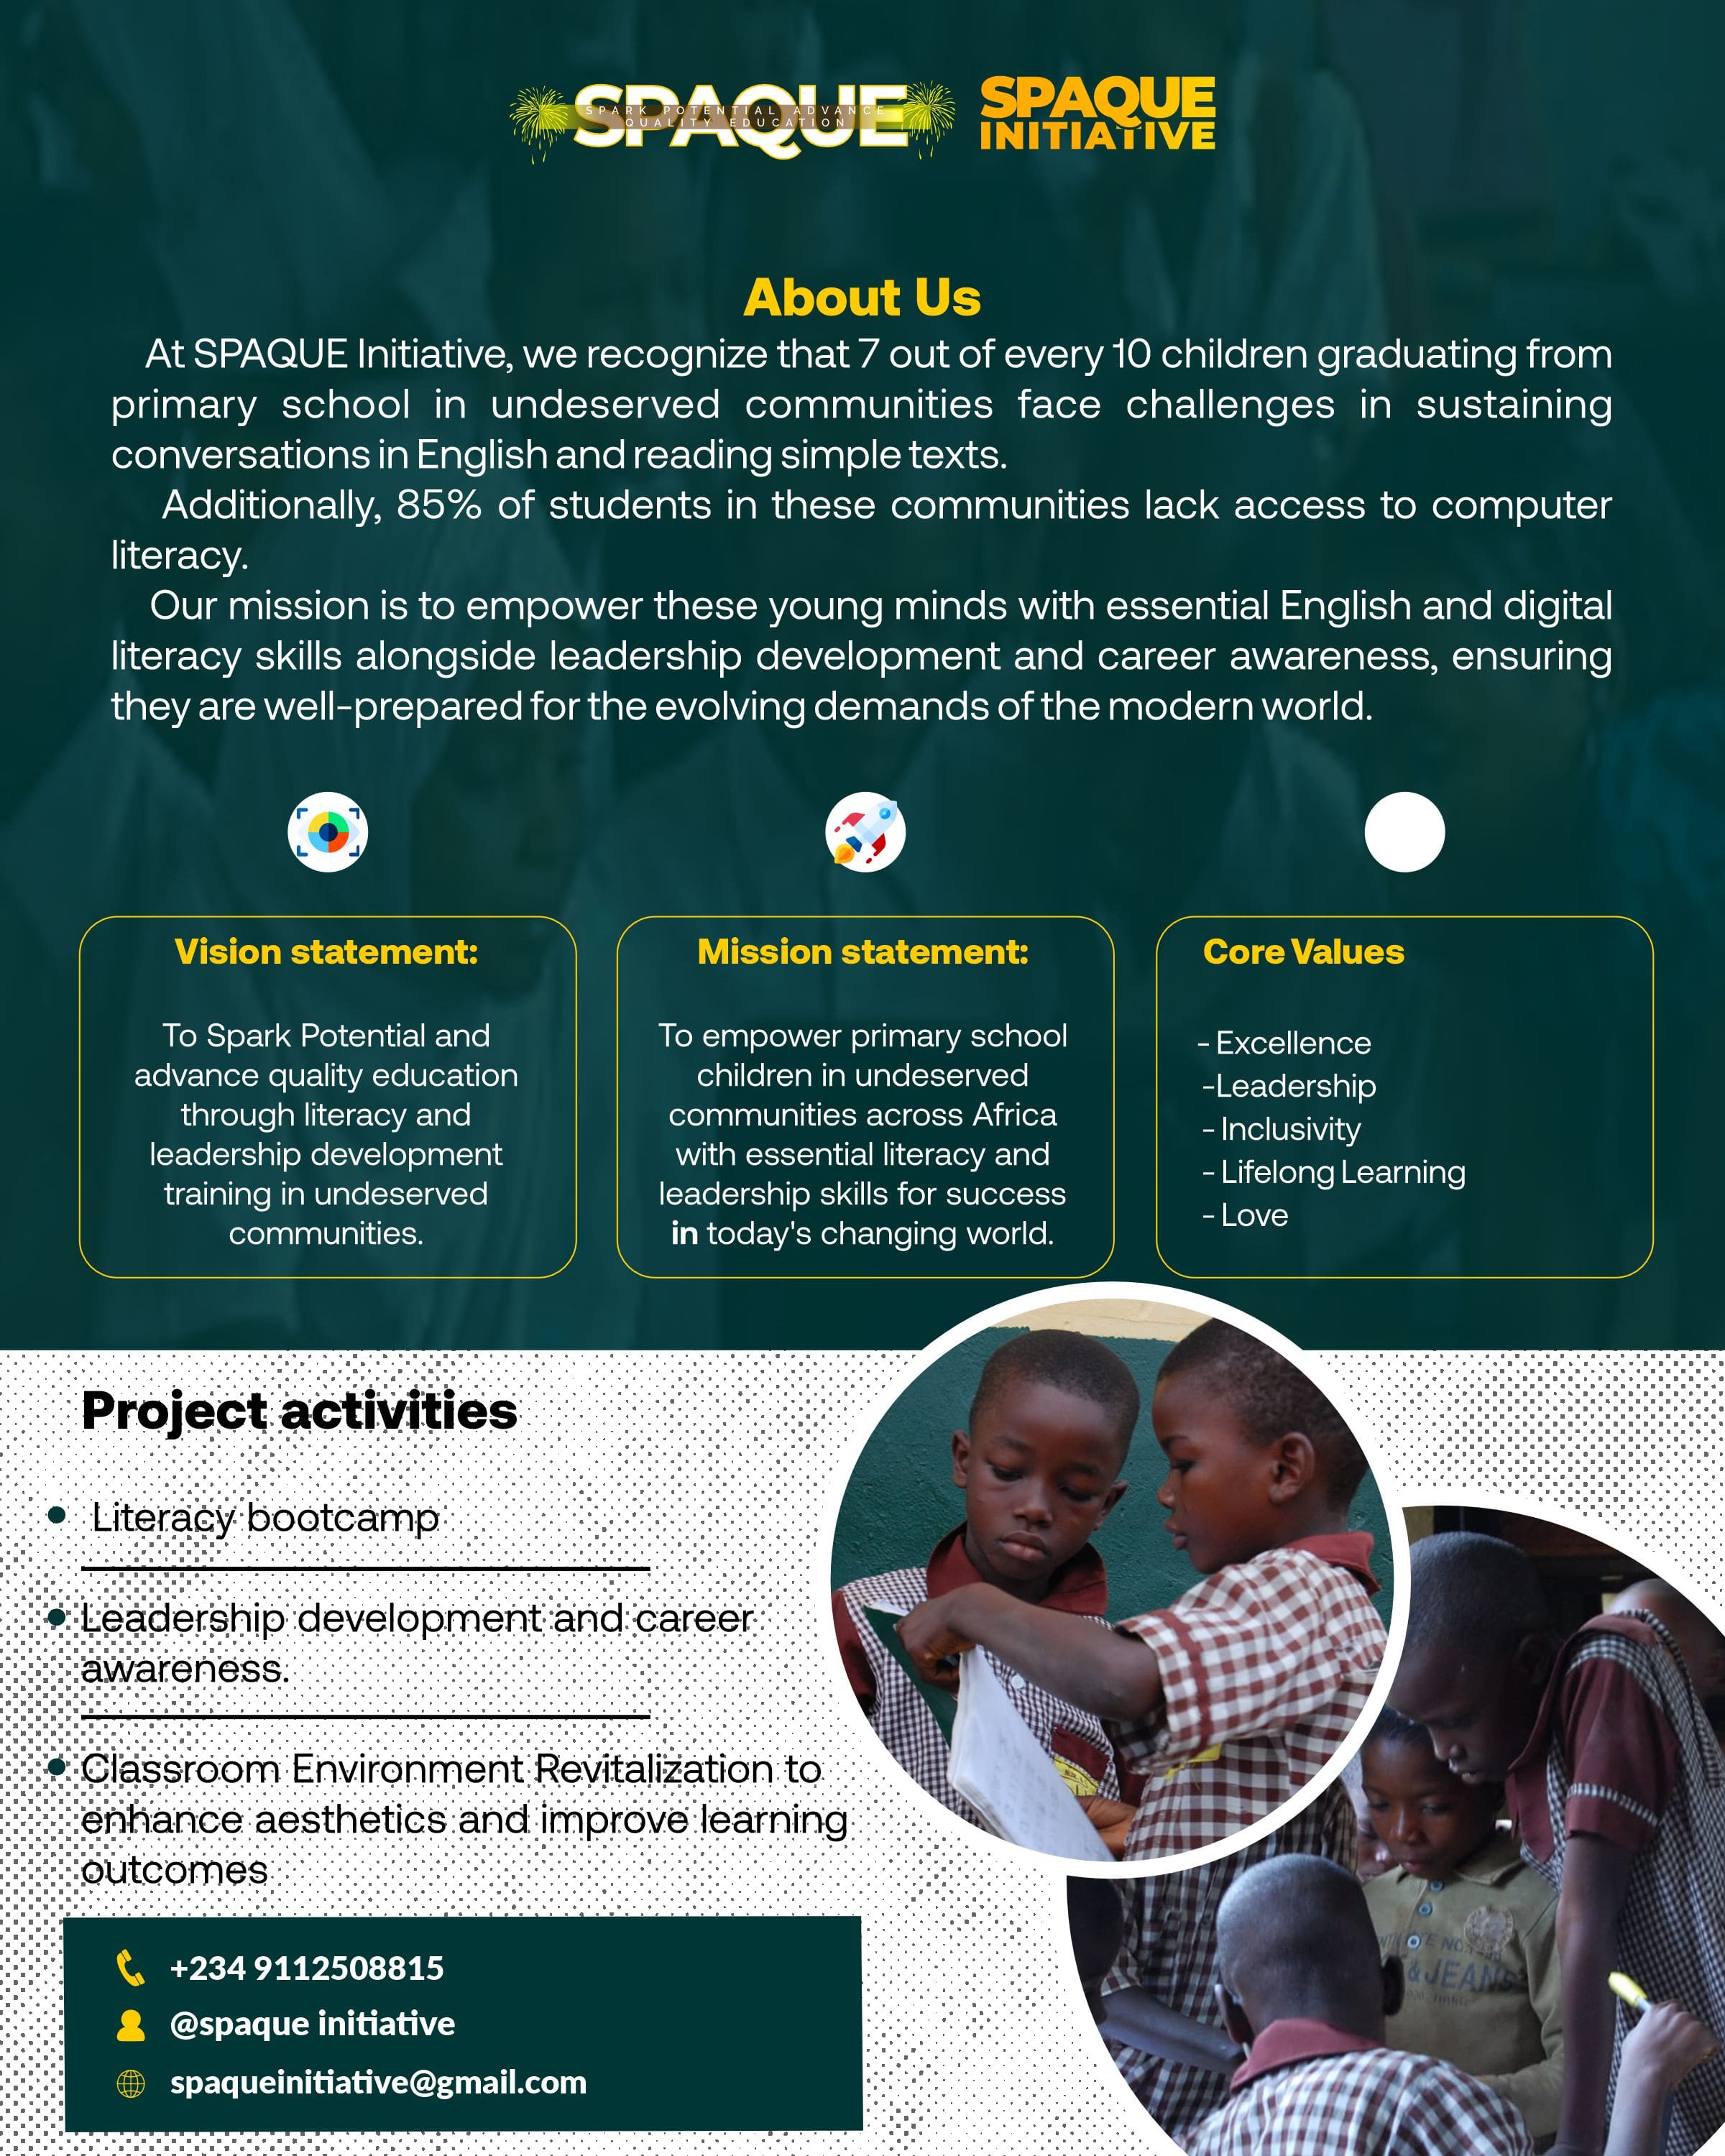 SPAQUE
SPARK POTENTIAL ADVANCE
QUALITY EDUCATION
SPAQUE
INITIATIVE
About Us
At SPAQUE Initiative, we recognize that 7 out of every 10 children graduating from
primary school in undeserved communities face challenges in sustaining
conversations in English and reading simple texts.
Additionally, 85% of students in these communities lack access to computer
literacy.
Our mission is to empower these young minds with essential English and digital
literacy skills alongside leadership development and career awareness, ensuring
they are well-prepared for the evolving demands of the modern world.
Vision statement:
To Spark Potential and
advance quality education
through literacy and
leadership development
training in undeserved
communities.
Mission statement:
To empower primary school
children in undeserved
communities across Africa
with essential literacy and
leadership skills for success
in today's changing world.
Core Values
- Excellence
-Leadership
- Inclusivity
- Lifelong Learning
- Love
Project activities
• Literacy bootcamp
• Leadership development and career
awareness.
• Classroom Environment Revitalization to
enhance aesthetics and improve learning
outcomes
+234 9112508815
@spaque initiative
spaqueinitiative@gmail.com
& JEANS